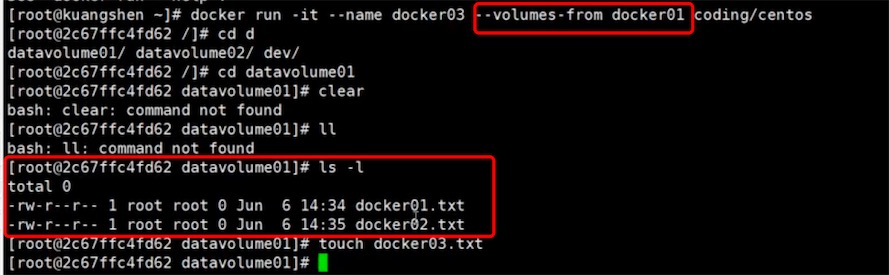 [root@kuangshen ~]# docker run -it --name docker03 --volumes-from docker01 coding/centos
[root@2c67ffc4fd62 /]# cd d
datavolume01/ datavolume02/ dev/
[root@2c67ffc4fd62 /]# cd datavolume01
[root@2c67ffc4fd62 datavolume01]# clear
bash: clear: command not found
[root@2c67ffc4fd62 datavolume01]# ll
bash: ll: command not found
[root@2c67ffc4fd62 datavolume01]# ls -l
total 0
-rw-r--r-- 1 root root 0 Jun  6 14:34 docker01.txt
-rw-r--r-- 1 root root 0 Jun  6 14:35 docker02.txt
[root@2c67ffc4fd62 datavolume01]# touch docker03.txt
[root@2c67ffc4fd62 datavolume01]#